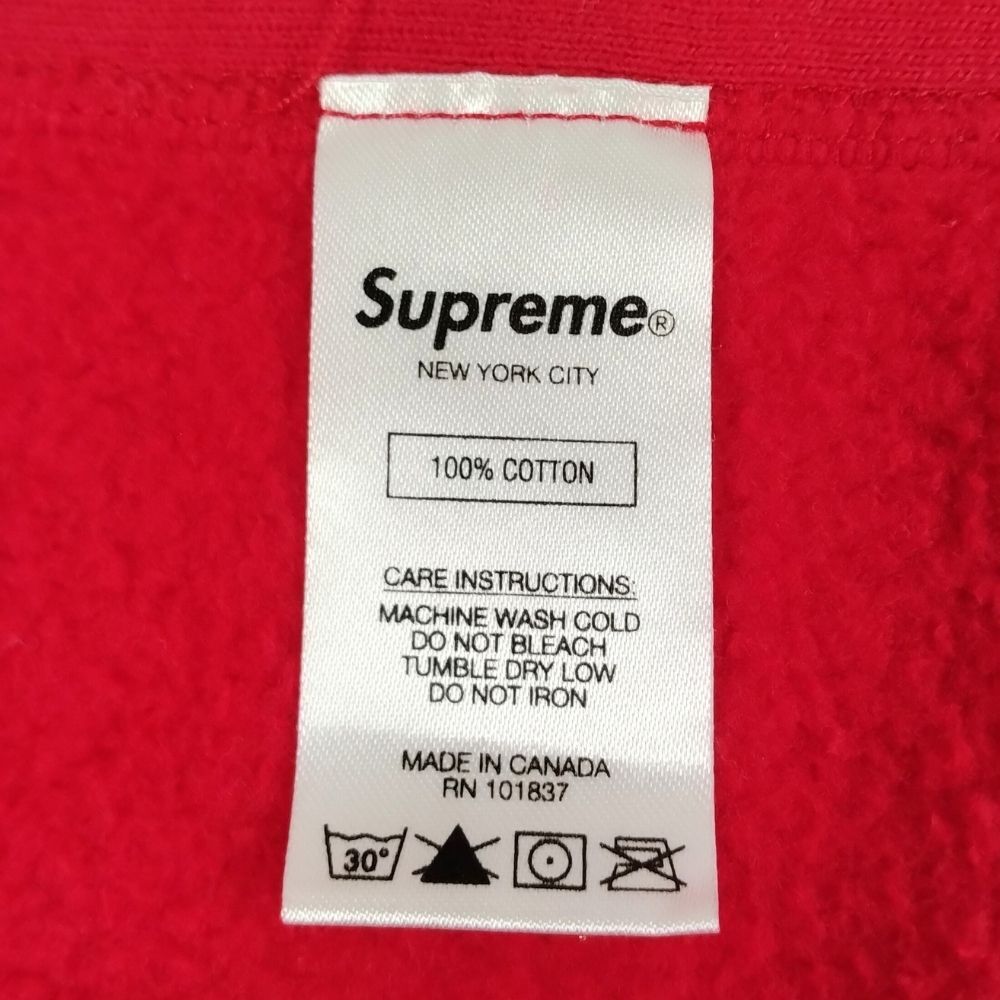 Supreme®
NEW YORK CITY
100% COTTON
CARE INSTRUCTIONS:
MACHINE WASH COLD
DO NOT BLEACH
TUMBLE DRY LOW
DO NOT IRON
MADE IN CANADA
RN 101837
30°